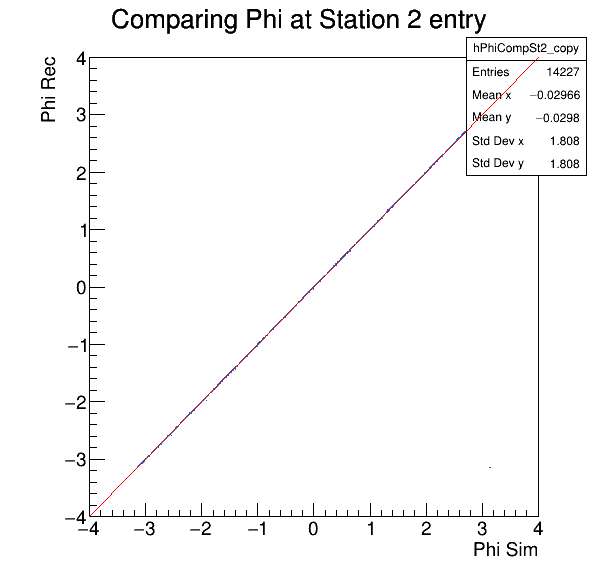 Comparing Phi at Station 2 entry
hPhiCompSt2_copy
Entries 14227
Mean x −0.02966
Mean y −0.0298
Std Dev x 1.808
Std Dev y 1.808
Phi Rec
4
3
2
1
0
−1
−2
−3
−4
−4 −3 −2 −1 0 1 2 3 4
Phi Sim